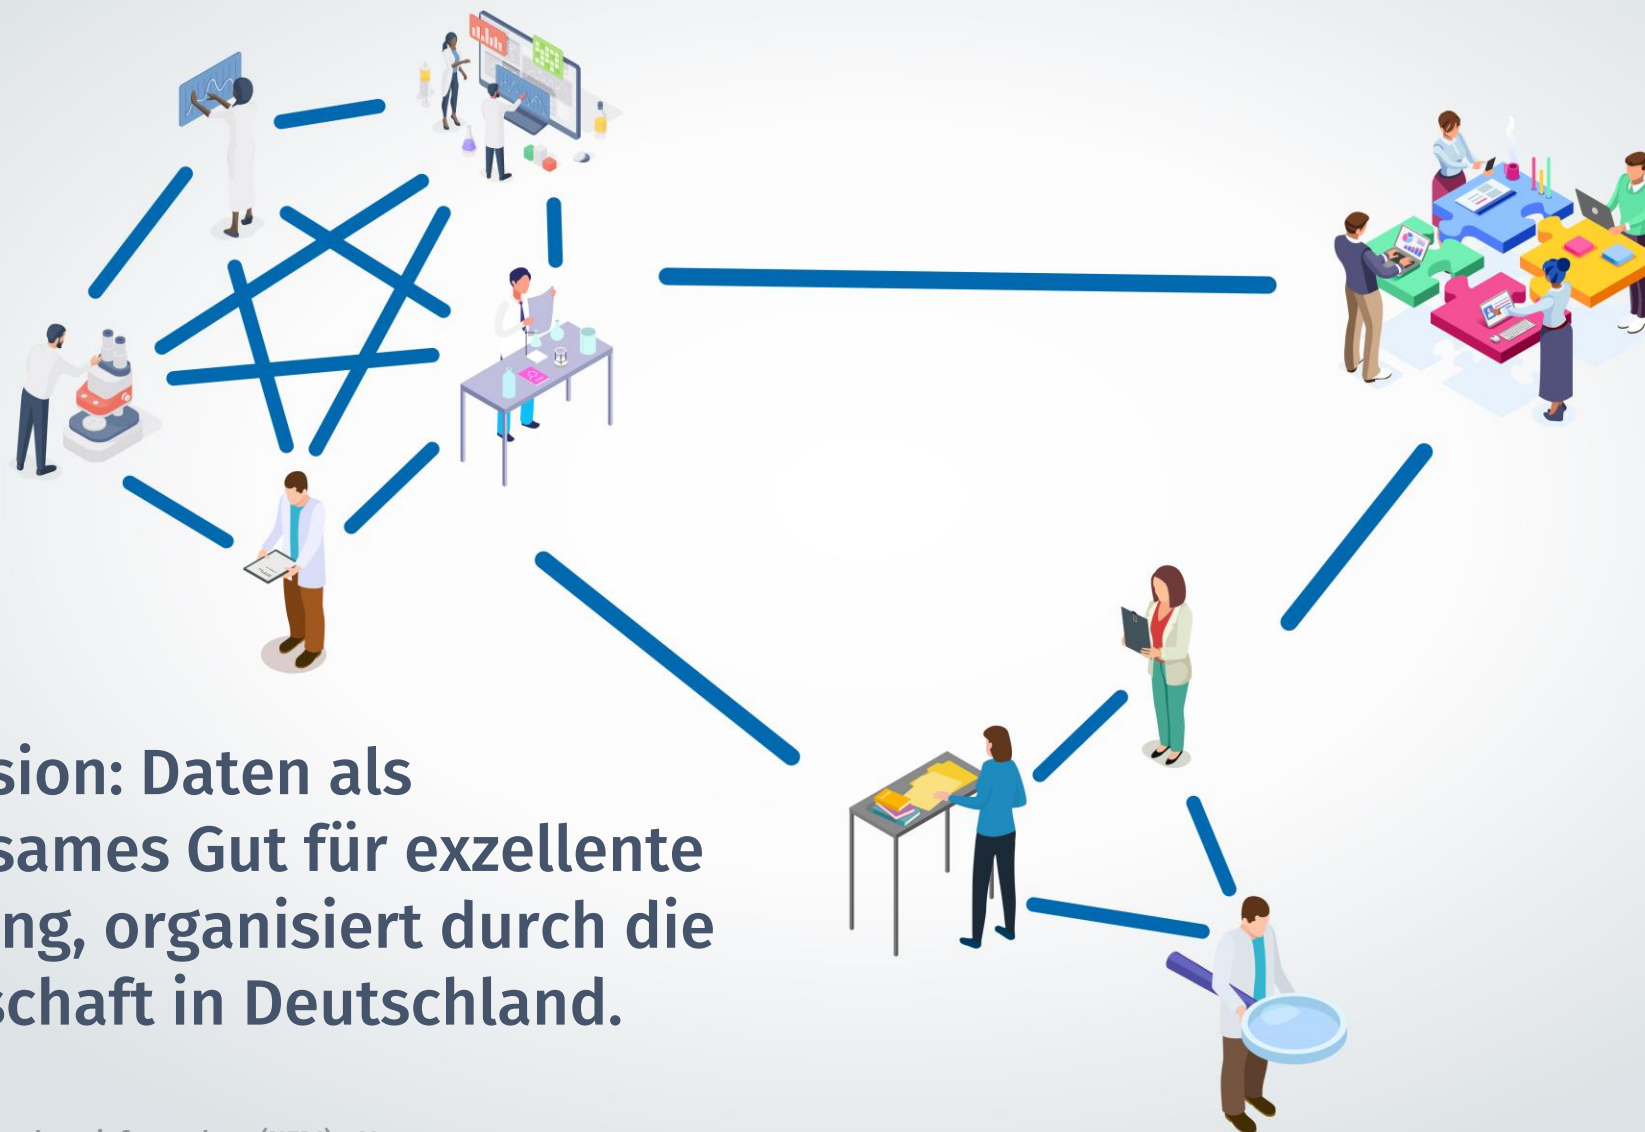 sion: Daten als
sames Gut für exzellente
ng, organisiert durch die
schaft in Deutschland.